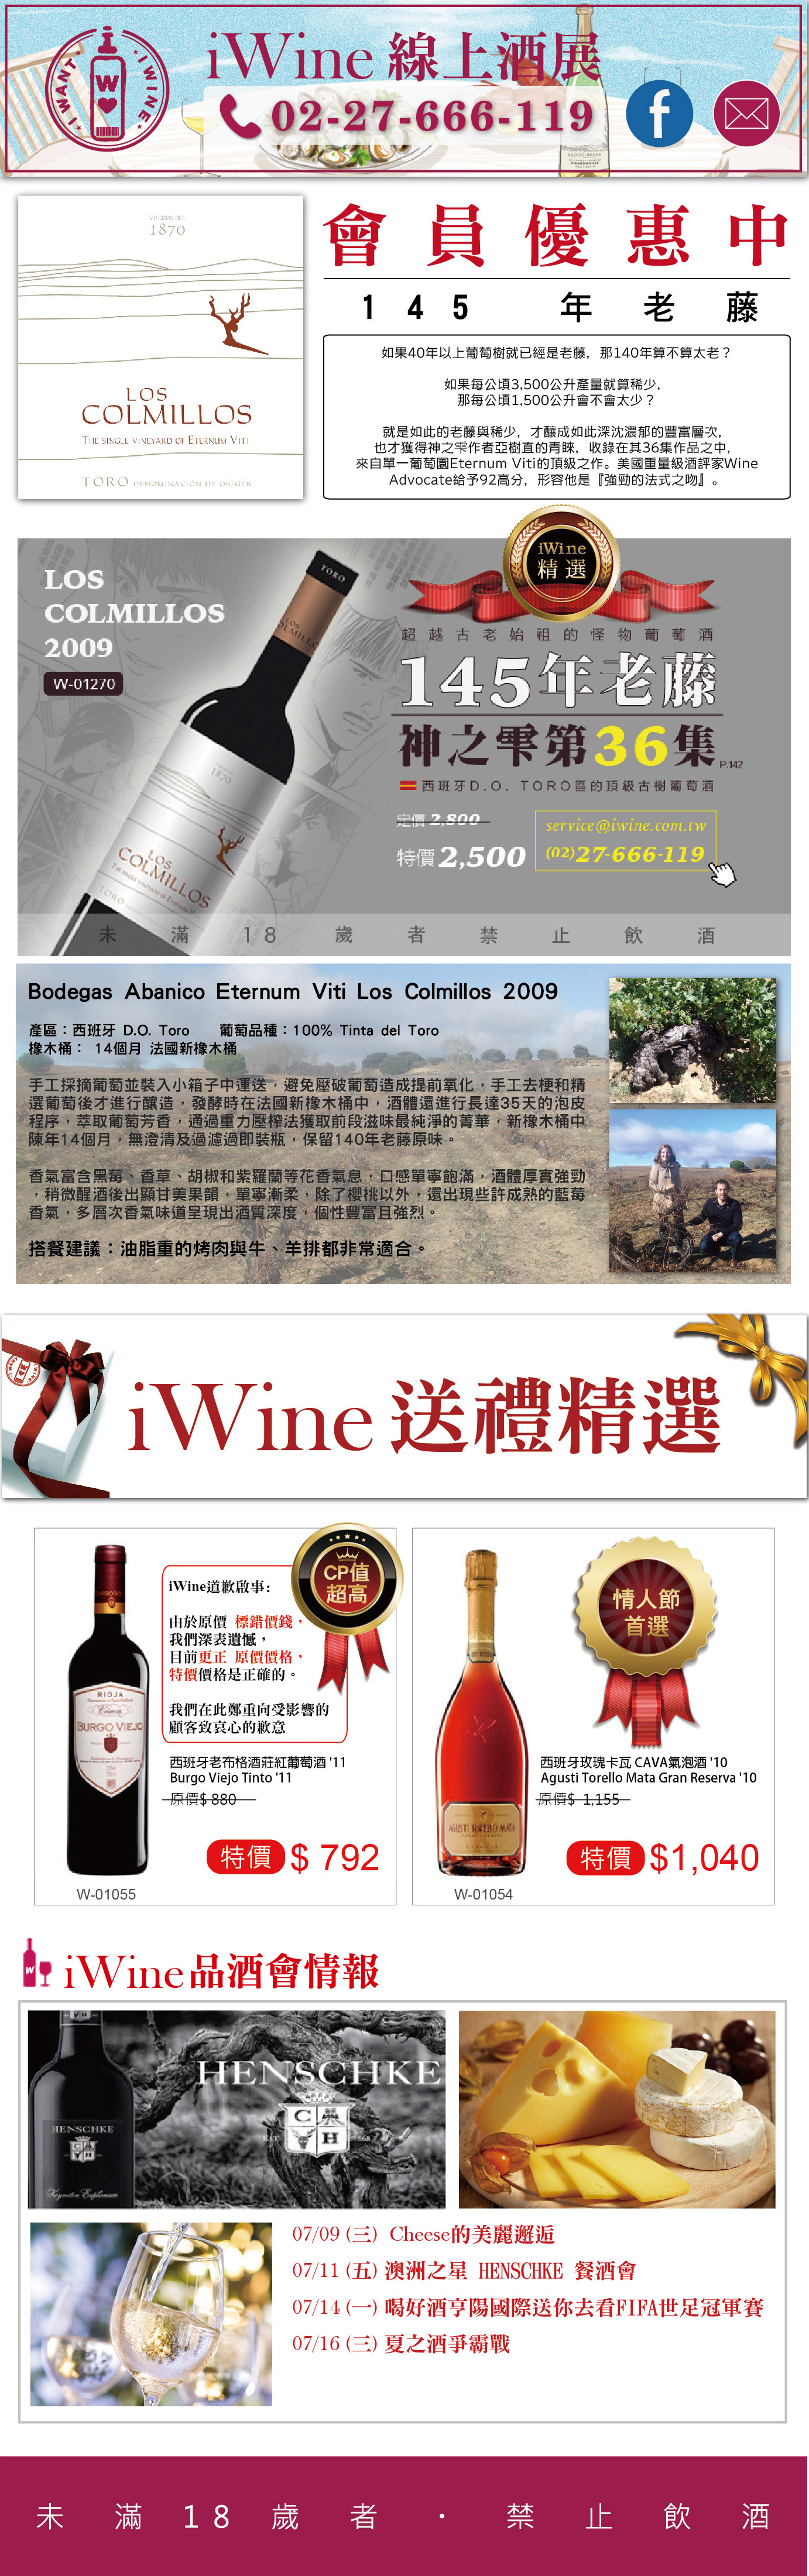 I WANT I WINE
W
iWine 線上酒展
02-27-666-119
f
VIÑEDOS DEL
1870
LOS
COLMILLOS
THE SINGLE VINEYARD OF ETERNUM VITI
TORO DENOMINACIÓN DE ORIGEN
會員優惠中
145 年老藤
如果40年以上葡萄樹就已經是老藤，那140年算不算太老？
如果每公頃3,500公升產量就算稀少，
那每公頃1,500公升會不會太少？
就是如此的老藤與稀少，才釀成如此深沈濃郁的豐富層次，
也才獲得神之雫作者亞樹直的青睞，收錄在其36集作品之中，
來自單一葡萄園Eternum Viti的頂級之作。美國重量級酒評家Wine
Advocate給予92高分，形容他是『強勁的法式之吻』。
LOS
COLMILLOS
2009
W-01270
TORO
LOS
COLMILLOS
1870
LOS
COLMILLOS
THE SINGLE VINEYARD OF ETERNUM VITI
TORO
iWine
精選
超越古老始祖的怪物葡萄酒
145年老藤
神之雫第36集 P.142
西班牙D.O. TORO區的頂級古樹葡萄酒
定價 2,800
特價 2,500
service@iwine.com.tw
(02)27-666-119
未滿18歲者禁止飲酒
Bodegas Abanico Eternum Viti Los Colmillos 2009
產區：西班牙 D.O. Toro 葡萄品種：100% Tinta del Toro
橡木桶： 14個月 法國新橡木桶
手工採摘葡萄並裝入小箱子中運送，避免壓破葡萄造成提前氧化，手工去梗和精
選葡萄後才進行釀造，發酵時在法國新橡木桶中，酒體還進行長達35天的泡皮
程序，萃取葡萄芳香，通過重力壓榨法獲取前段滋味最純淨的菁華，新橡木桶中
陳年14個月，無澄清及過濾過即裝瓶，保留140年老藤原味。
香氣富含黑莓、香草、胡椒和紫羅蘭等花香氣息，口感單寧飽滿，酒體厚實強勁
，稍微醒酒後出顯甘美果韻，單寧漸柔，除了櫻桃以外，還出現些許成熟的藍莓
香氣，多層次香氣味道呈現出酒質深度，個性豐富且強烈。
搭餐建議：油脂重的烤肉與牛、羊排都非常適合。
iWine 送禮精選
CP值
超高
iWine道歉啟事：
由於原價 標錯價錢，
我們深表遺憾，
目前更正 原價價格，
特價價格是正確的。
我們在此鄭重向受影響的
顧客致哀心的歉意
RIOJA
Crianza
BURGO VIEJO
西班牙老布格酒莊紅葡萄酒 '11
Burgo Viejo Tinto '11
原價$ 880
特價 $ 792
W-01055
情人節
首選
AGUSTI TORELLO MATA
西班牙玫瑰卡瓦 CAVA氣泡酒 '10
Agusti Torello Mata Gran Reserva '10
原價$ 1,155
特價 $1,040
W-01054
W
iWine品酒會情報
HENSCHKE
C H
HENSCHKE
Keyneton Euphonium
07/09 (三) Cheese的美麗邂逅
07/11 (五) 澳洲之星 HENSCHKE 餐酒會
07/14 (一) 喝好酒亨陽國際送你去看FIFA世足冠軍賽
07/16 (三) 夏之酒爭霸戰
未滿18歲者・禁止飲酒